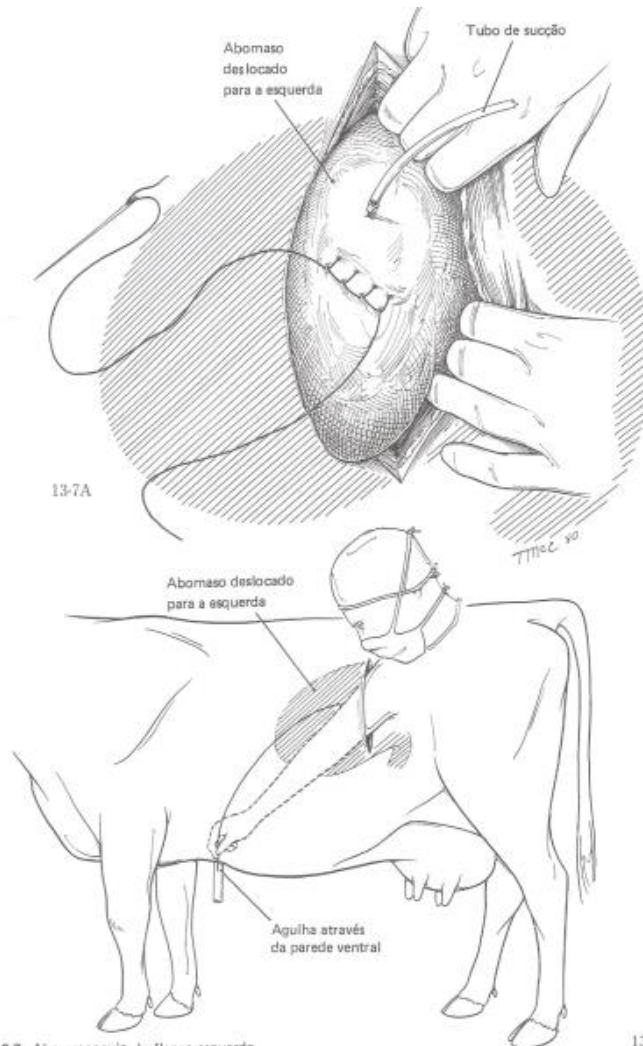 Tubo de sucção
Abomaso
deslocado
para a esquerda
13-7A
Abomaso deslocado
para a esquerda
Agulha através
da parede ventral